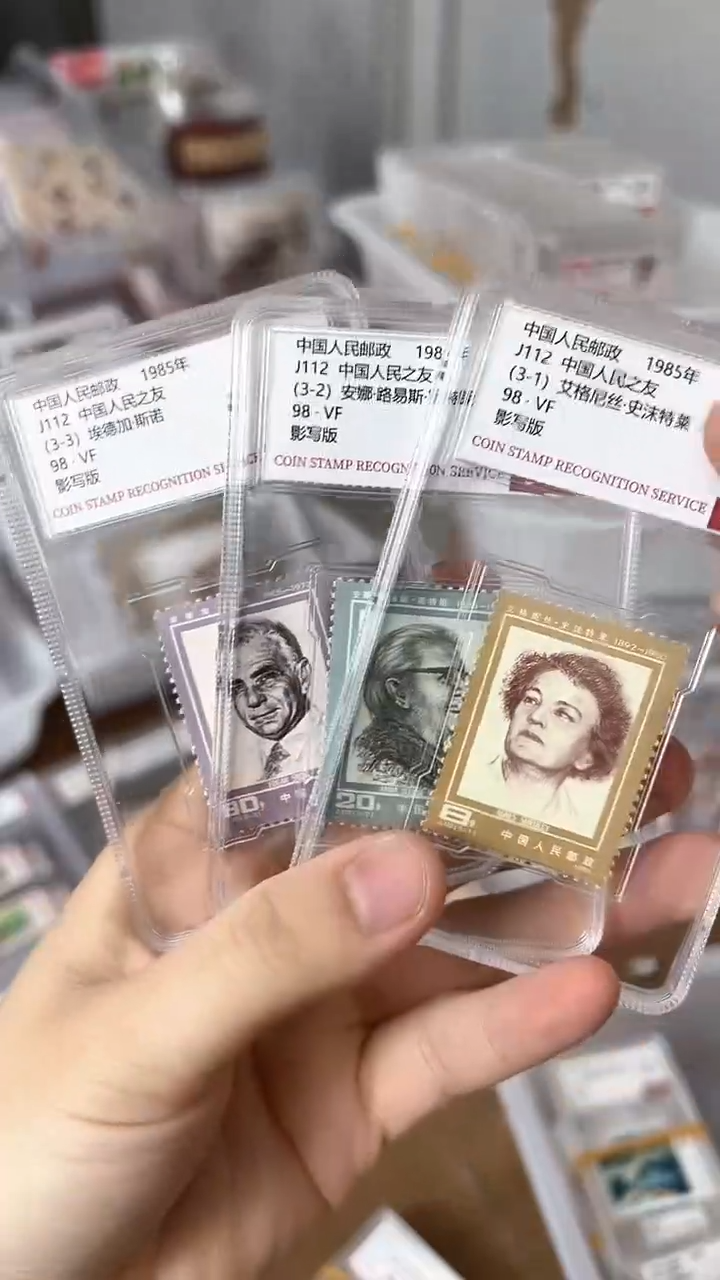 中国人民邮政 1985年
J112 中国人民之友
(3-3) 埃德加·斯诺
98 · VF
影写版
COIN STAMP RECOGNITION SERVICE
80
中国人民邮政 198
J112 中国人民之友
(3-2) 安娜·路易斯·
98 · VF
影写版
COIN STAMP RECOGNITION SERVICE
20
中国人民邮政 1985年
J112 中国人民之友
(3-1) 艾格尼丝·史沫特莱
98 · VF
影写版
COIN STAMP RECOGNITION SERVICE
艾格妮丝·史沫特莱 1892-1950
8
中国人民邮政